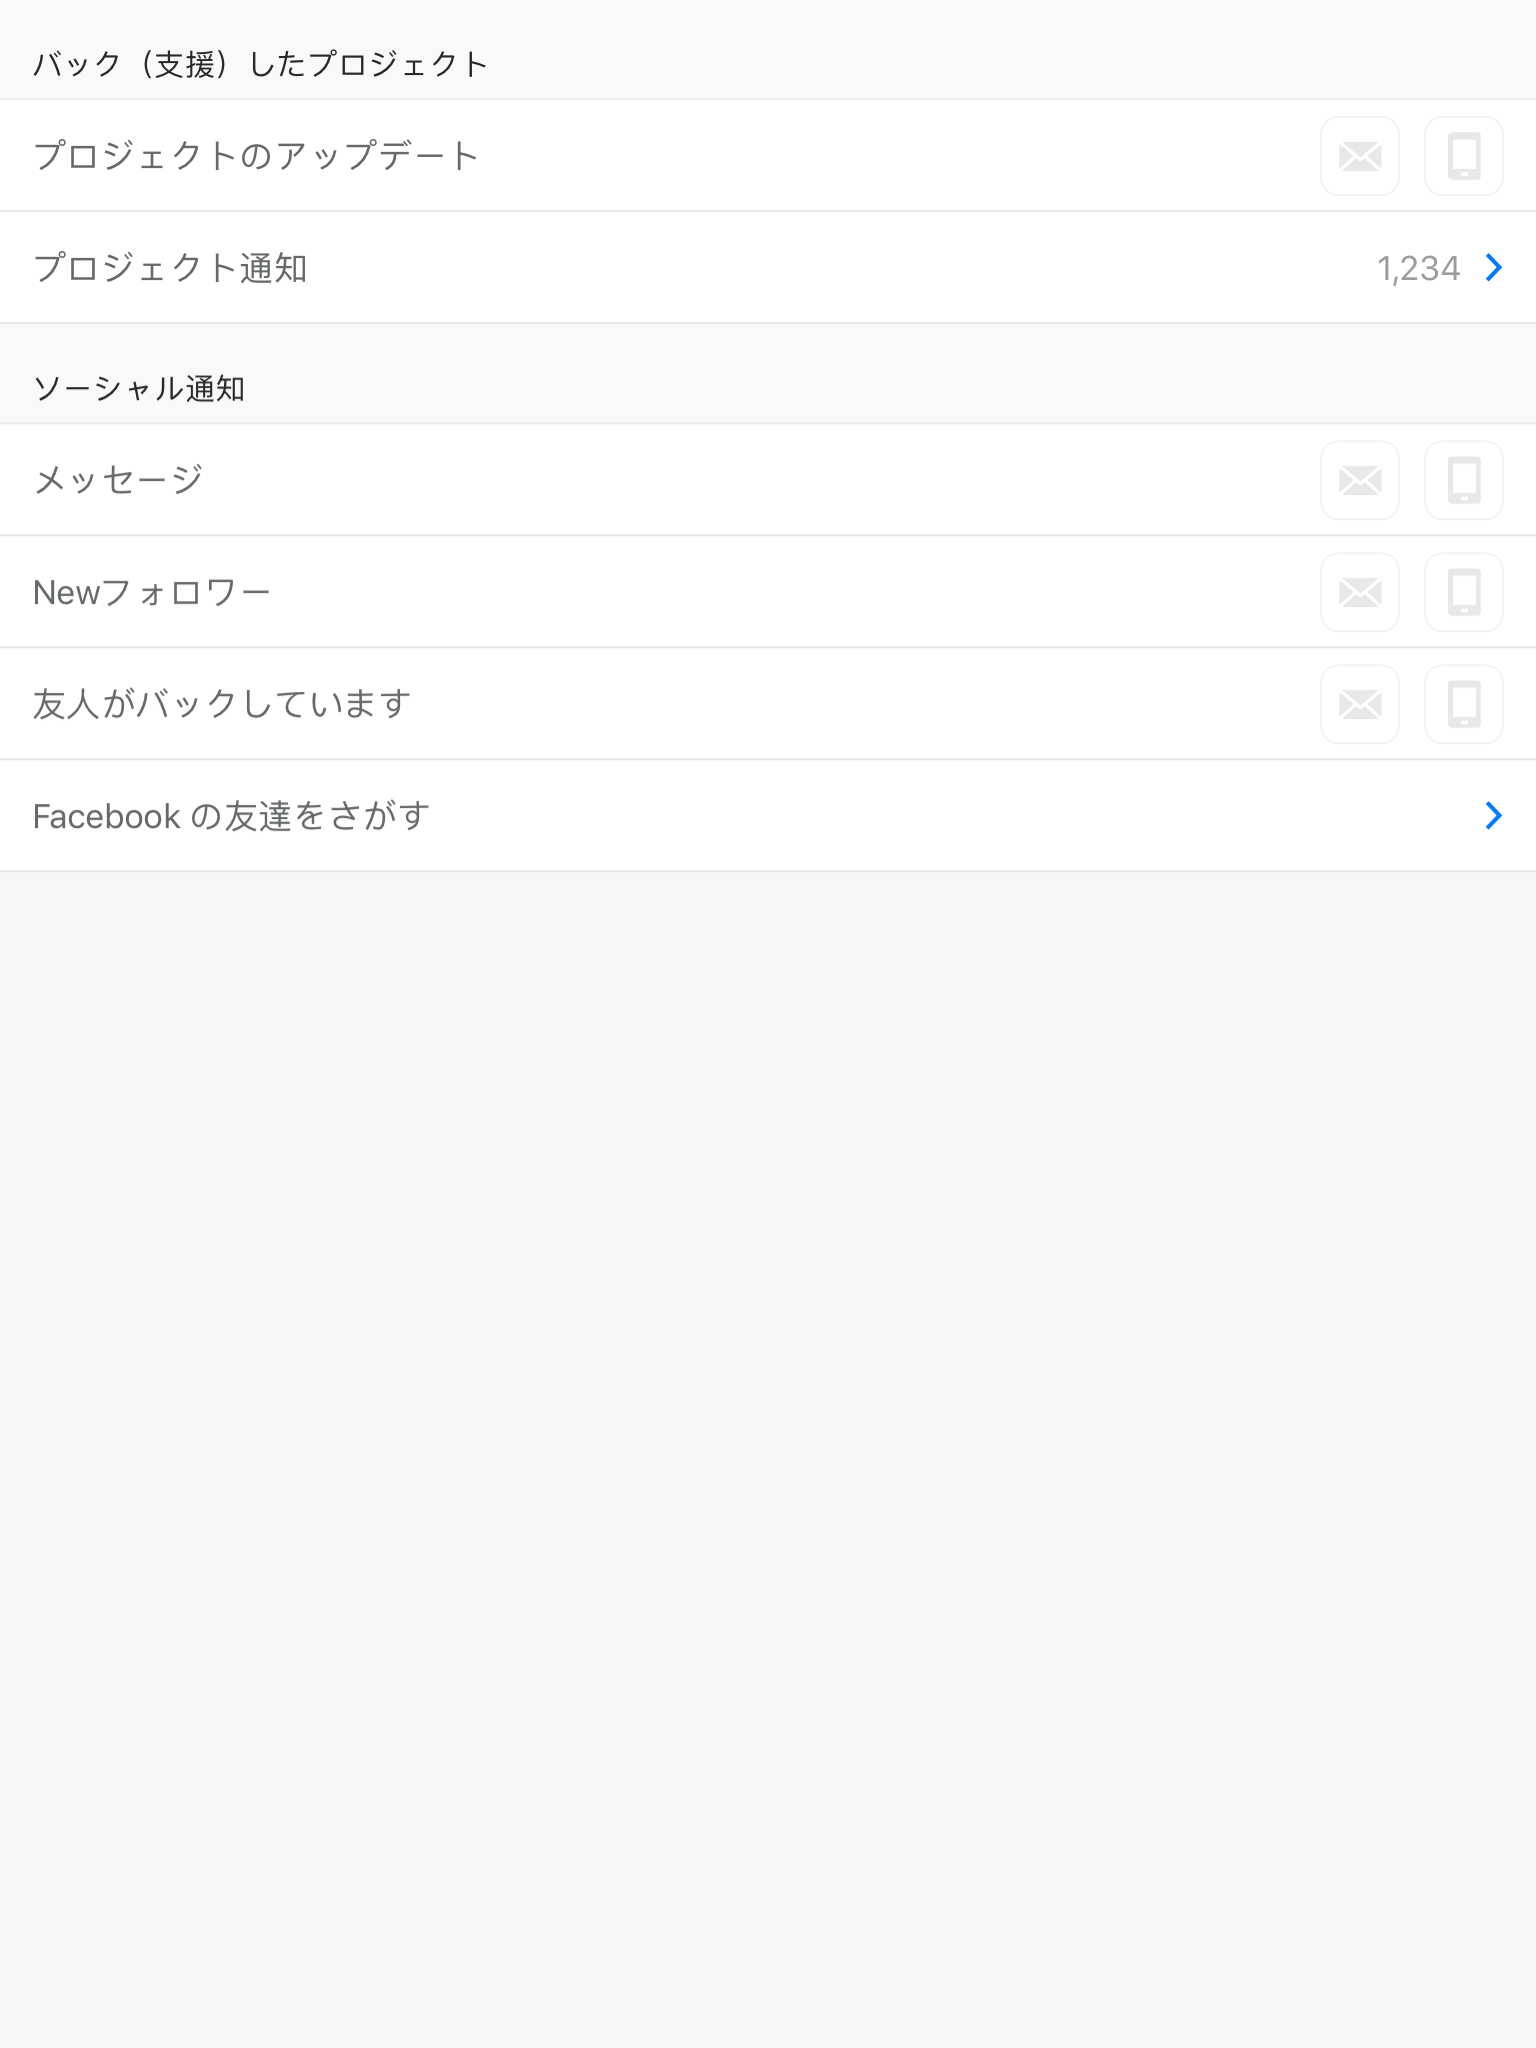 バック（支援）したプロジェクト
プロジェクトのアップデート
プロジェクト通知 1,234
ソーシャル通知
メッセージ
Newフォロワー
友人がバックしています
Facebook の友達をさがす